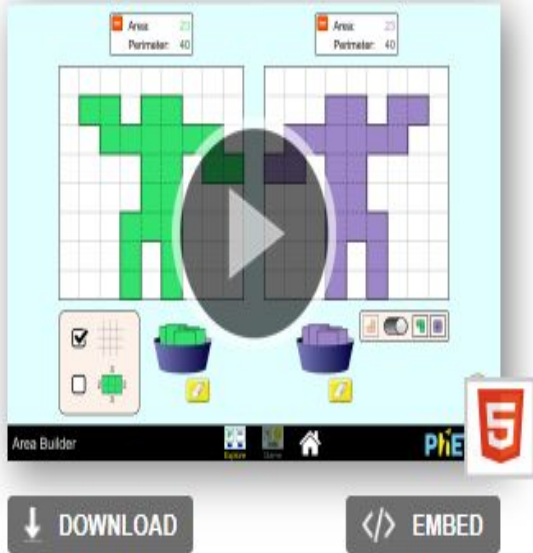 Area: 23
Perimeter: 40
Area: 23
Perimeter: 40
Area Builder
Explore
Game
PhET
5
DOWNLOAD
</> EMBED